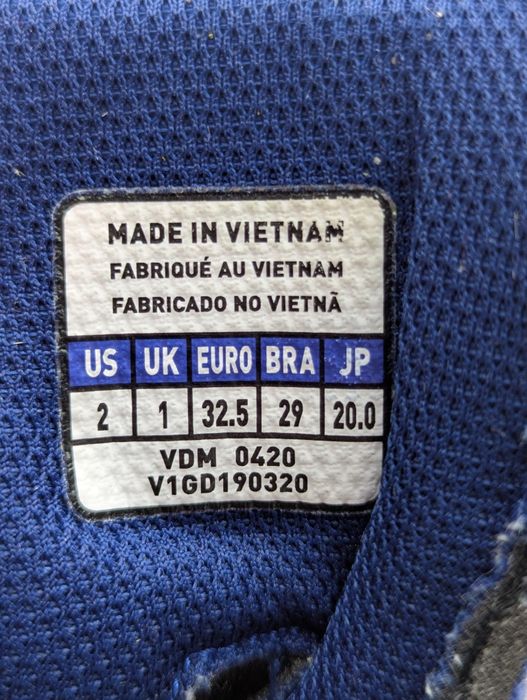 MADE IN VIETNAM
FABRIQUÉ AU VIETNAM
FABRICADO NO VIETNÃ
US UK EURO BRA JP
2 1 32.5 29 20.0
VDM 0420
V1GD190320